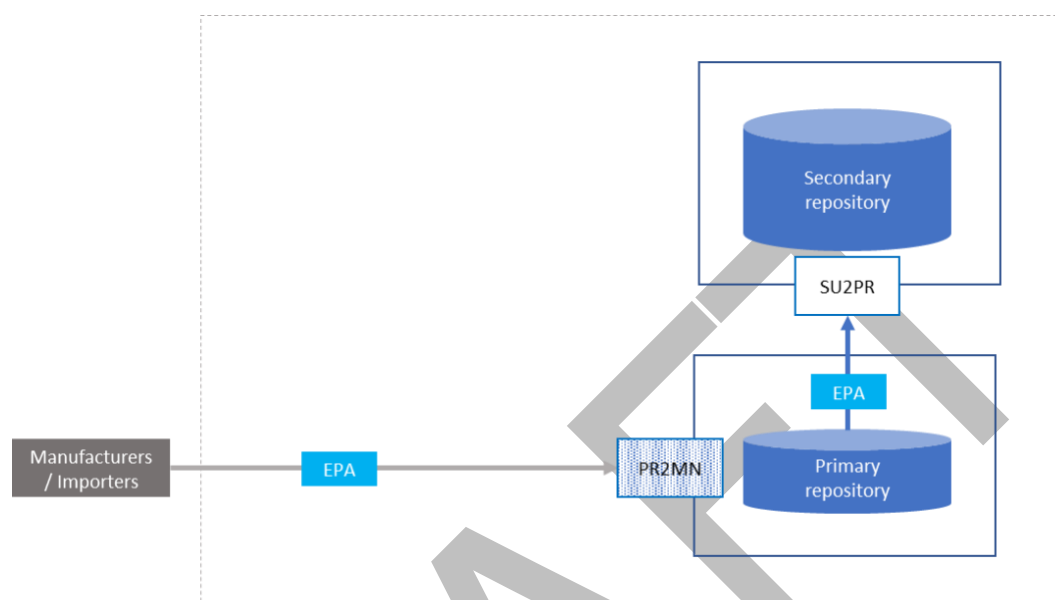 Secondary
repository
SU2PR
EPA
Manufacturers
/ Importers
EPA
PR2MN
Primary
repository